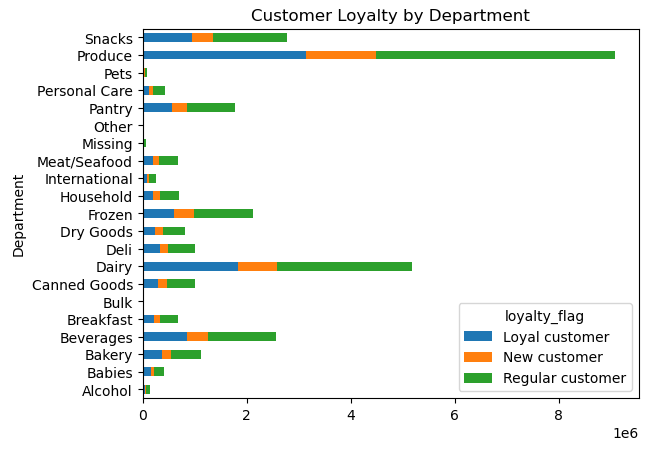 Customer Loyalty by Department
Snacks
Produce
Pets
Personal Care
Pantry
Other
Missing
Meat/Seafood
International
Household
Frozen
Dry Goods
Deli
Dairy
Canned Goods
Bulk
Breakfast
Beverages
Bakery
Babies
Alcohol
Department
loyalty_flag
Loyal customer
New customer
Regular customer
0 2 4 6 8
1e6